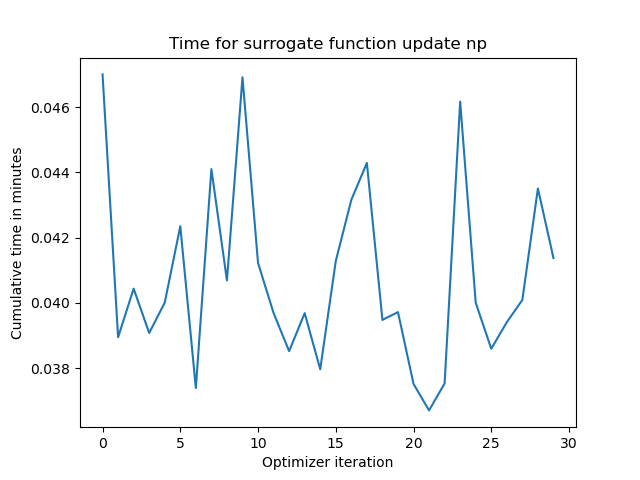 Time for surrogate function update np
Cumulative time in minutes
0.046
0.044
0.042
0.040
0.038
0 5 10 15 20 25 30
Optimizer iteration